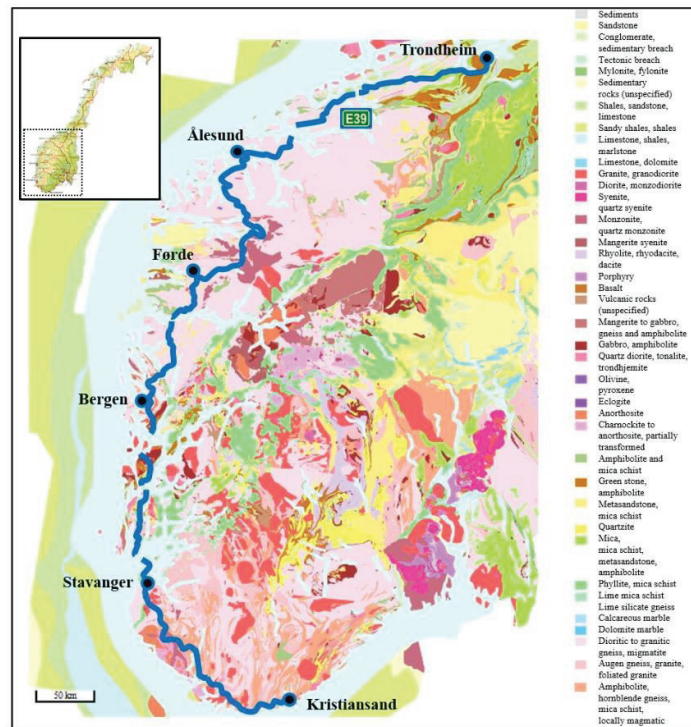 Trondheim
E39
Ålesund
Førde
Bergen
Stavanger
Kristiansand
50 km
Sediments
Sandstone
Conglomerate,
sedimentary breach
Tectonic breach
Mylonite, fylonite
Sedimentary
rocks (unspecified)
Shales, sandstone,
limestone
Sandy shales, shales
Limestone, shales,
marlstone
Limestone, dolomite
Granite, granodiorite
Diorite, monzodiorite
Syenite,
quartz syenite
Monzonite,
quartz monzonite
Mangerite syenite
Rhyolite, rhyodacite,
dacite
Porphyry
Basalt
Vulcanic rocks
(unspecified)
Mangerite to gabbro,
gneiss and amphibolite
Gabbro, amphibolite
Quartz diorite, tonalite,
trondhjemite
Olivine,
pyroxene
Eclogite
Anorthosite
Charnockite to
anorthosite, partially
transformed
Amphibolite and
mica schist
Green stone,
amphibolite
Metasandstone,
mica schist
Quartzite
Mica,
mica schist,
metasandstone,
amphibolite
Phyllite, mica schist
Lime mica schist
Lime silicate gneiss
Calcareous marble
Dolomite marble
Dioritic to granitic
gneiss, migmatite
Augen gneiss, granite,
foliated granite
Amphibolite,
hornblende gneiss,
mica schist,
locally magmatic